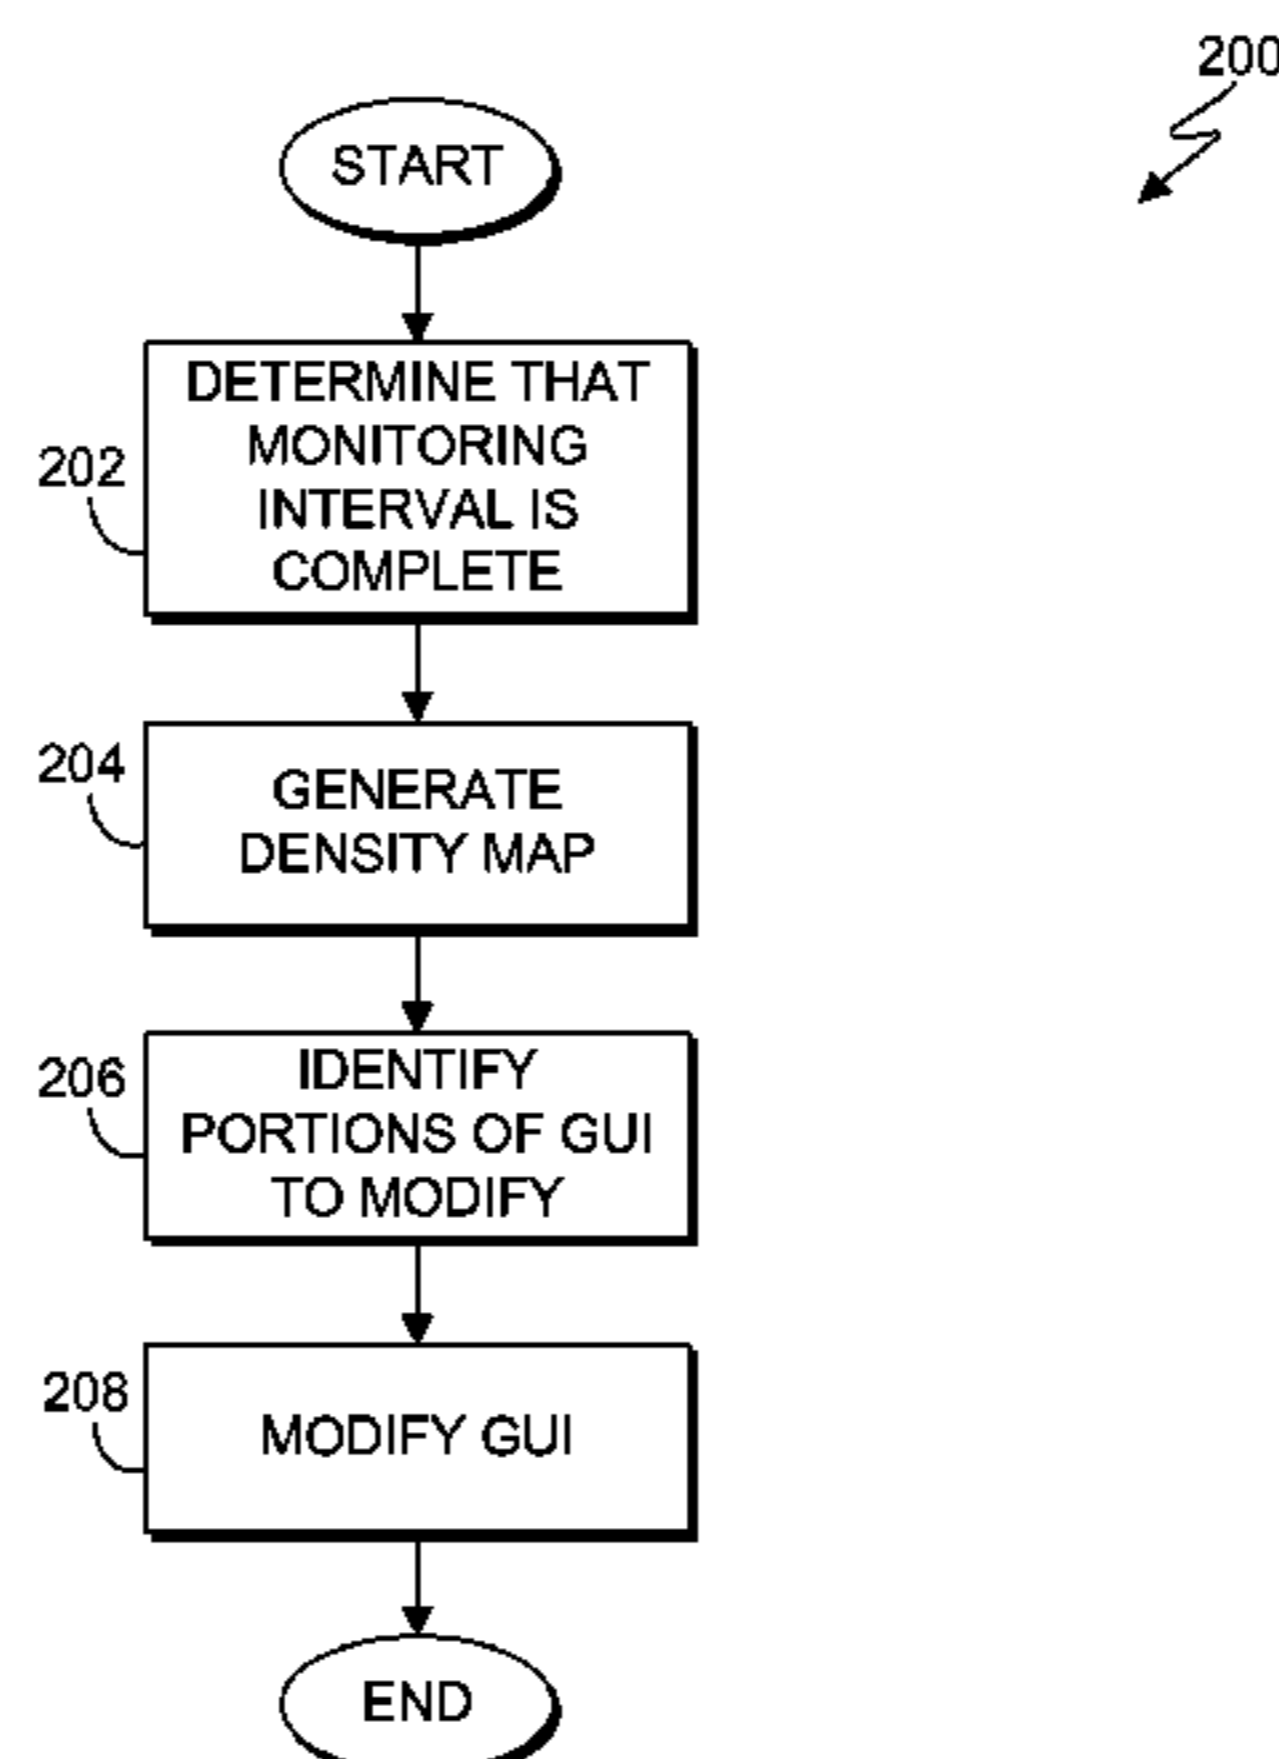 200
START
DETERMINE THAT
MONITORING
INTERVAL IS
COMPLETE
202
GENERATE
DENSITY MAP
204
IDENTIFY
PORTIONS OF GUI
TO MODIFY
206
MODIFY GUI
208
END